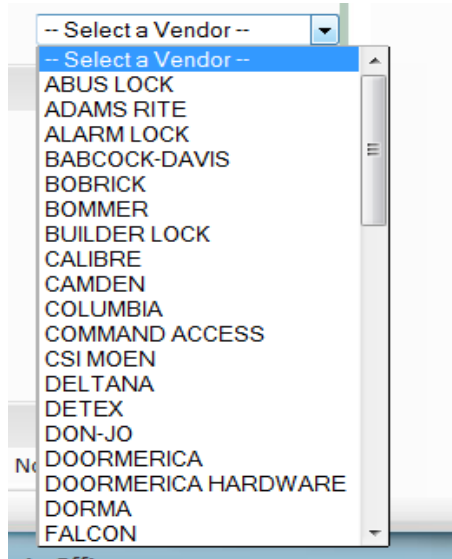 -- Select a Vendor --
-- Select a Vendor --
ABUS LOCK
ADAMS RITE
ALARM LOCK
BABCOCK-DAVIS
BOBRICK
BOMMER
BUILDER LOCK
CALIBRE
CAMDEN
COLUMBIA
COMMAND ACCESS
CSI MOEN
DELTANA
DETEX
DON-JO
DOORMERICA
DOORMERICA HARDWARE
DORMA
FALCON